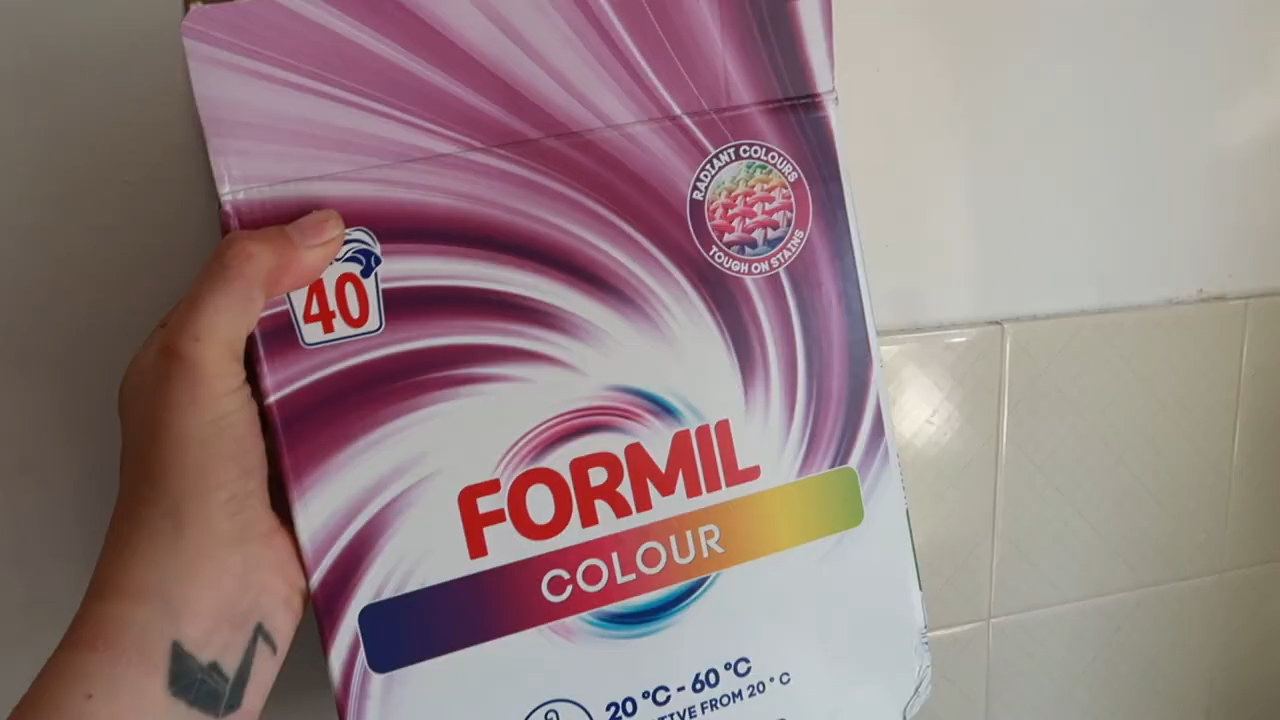 RADIANT COLOURS
TOUGH ON STAINS
40
FORMIL
COLOUR
20 °C - 60 °C
FROM 20 °C